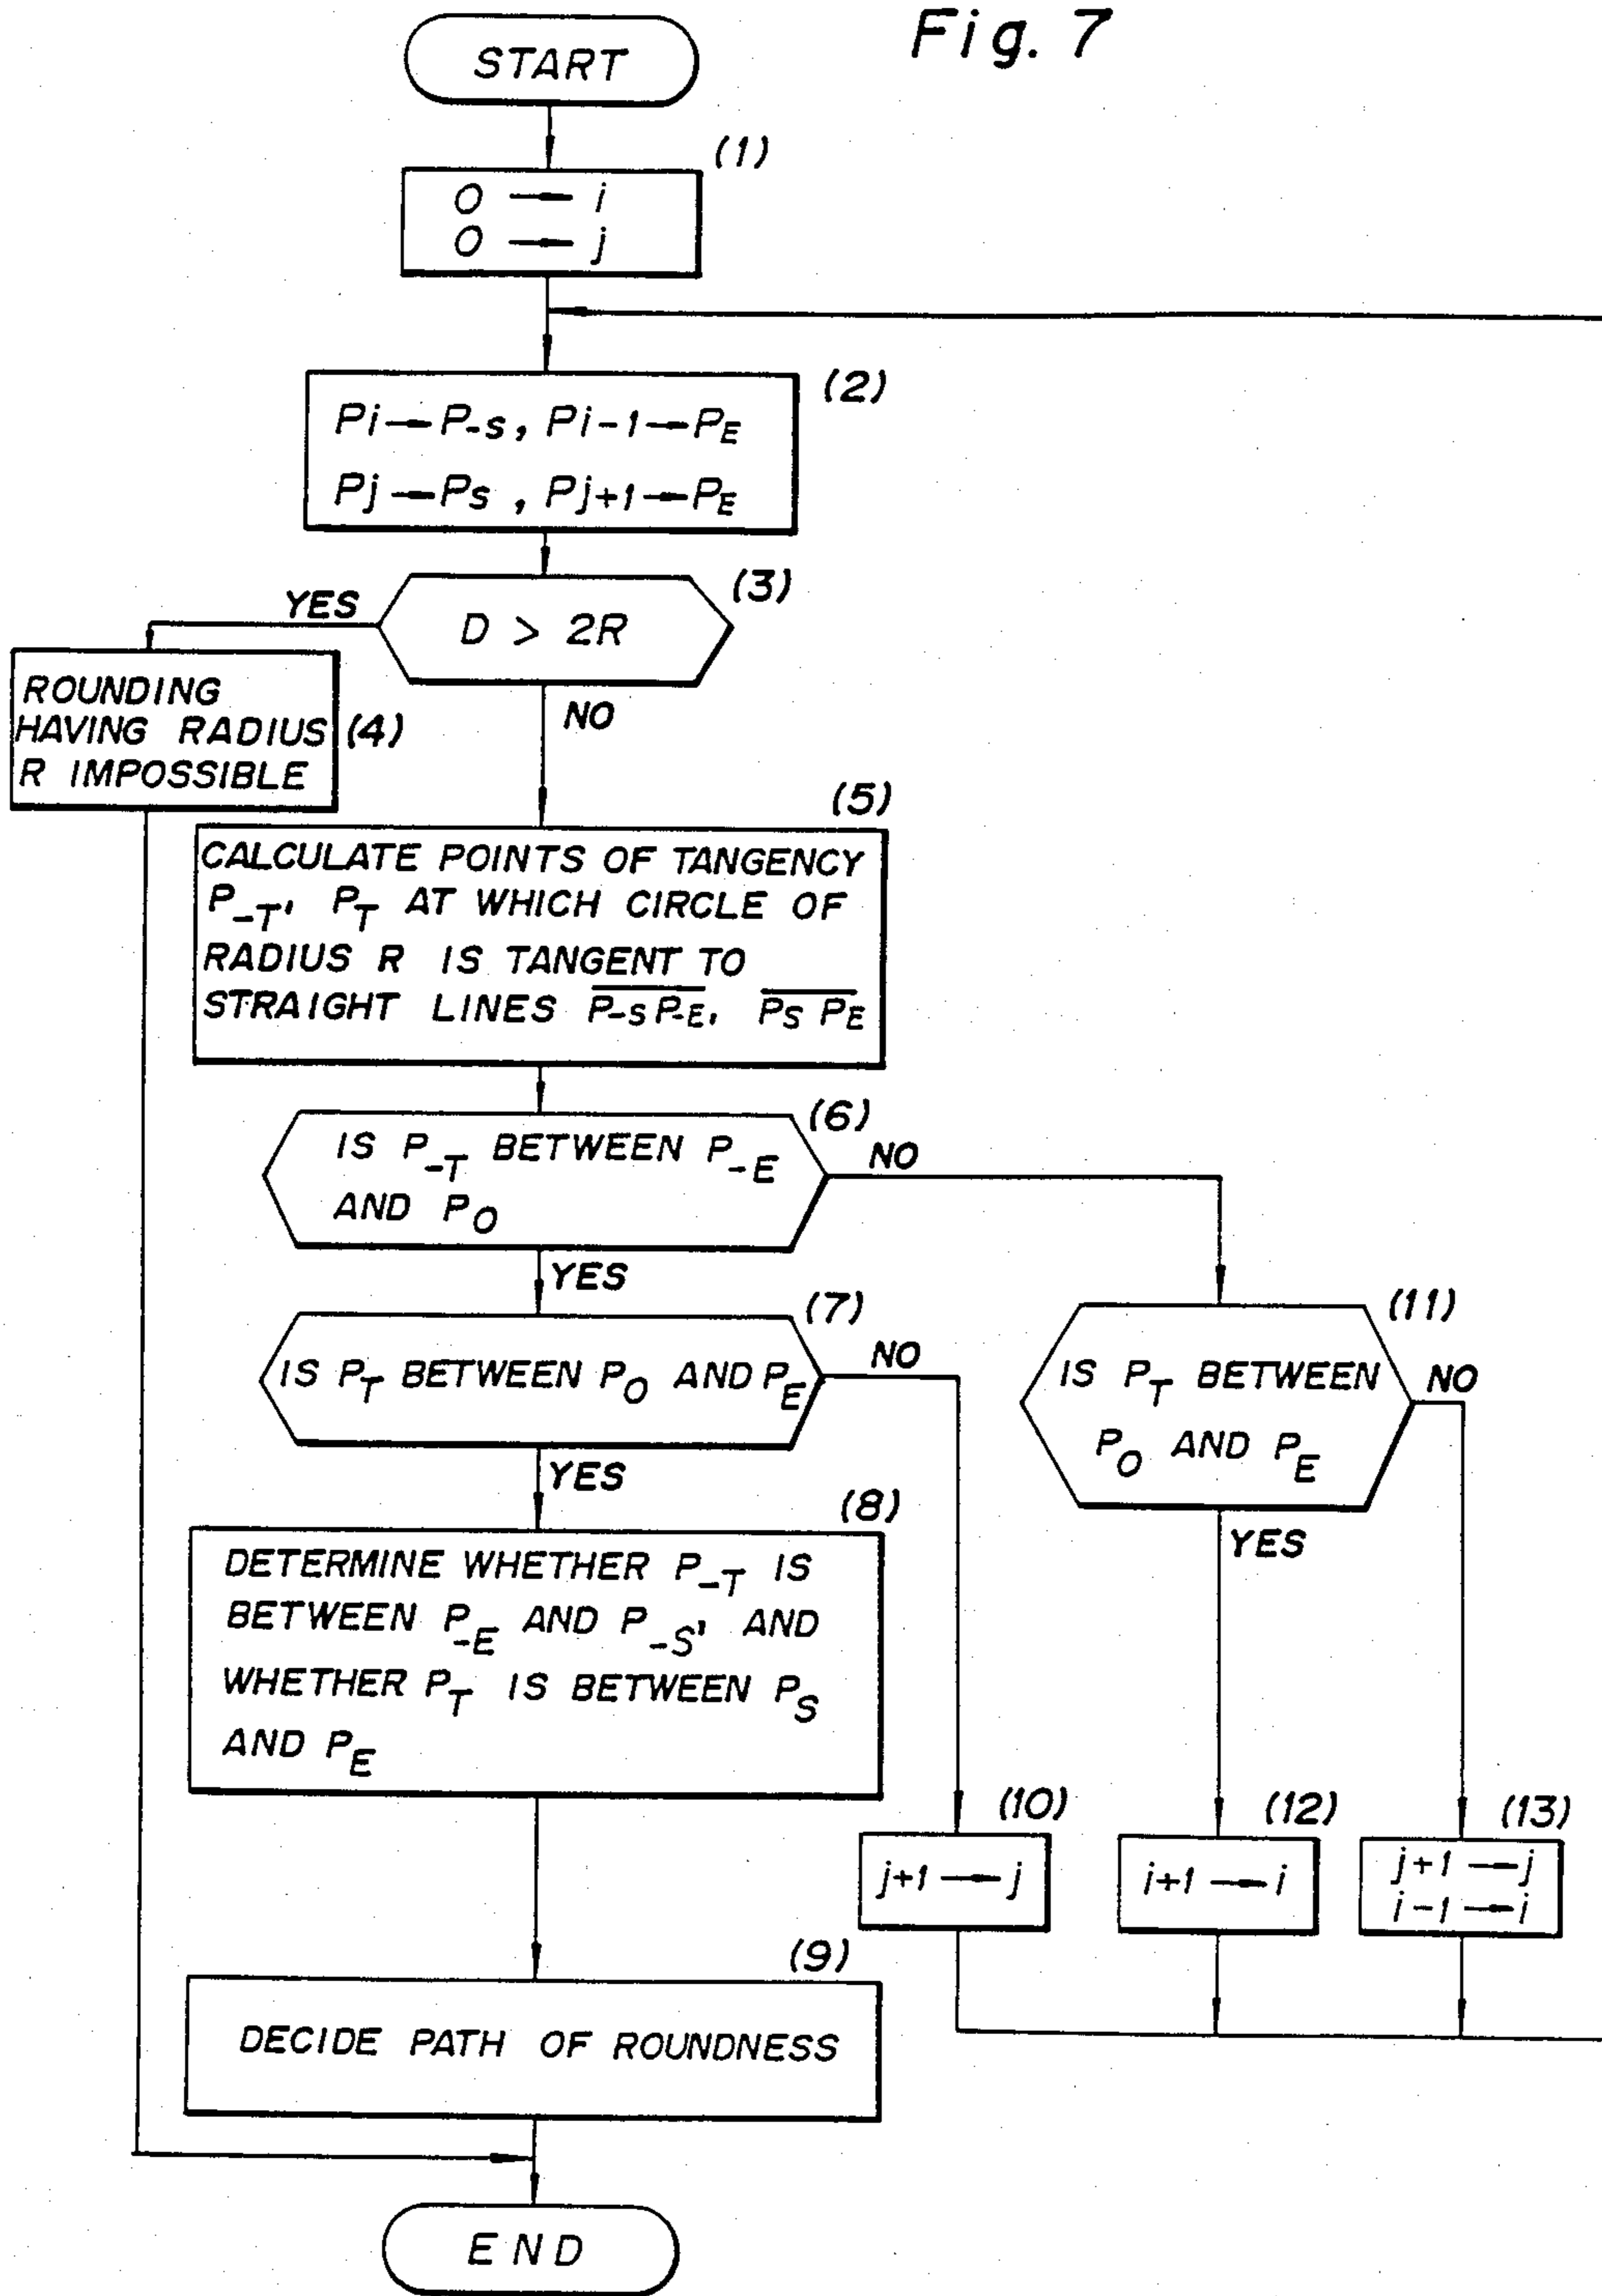 Fig. 7
START
(1)
0 → i
0 → j
(2)
Pi → P-S, Pi-1 → PE
Pj → PS, Pj+1 → PE
(3)
D > 2R
YES
NO
ROUNDING
HAVING RADIUS
R IMPOSSIBLE
(4)
(5)
CALCULATE POINTS OF TANGENCY
P-T, PT AT WHICH CIRCLE OF
RADIUS R IS TANGENT TO
STRAIGHT LINES P-S P-E, PS PE
(6)
IS P-T BETWEEN P-E
AND PO
NO
YES
(7)
IS PT BETWEEN PO AND PE
NO
YES
(11)
IS PT BETWEEN
PO AND PE
NO
YES
(8)
DETERMINE WHETHER P-T IS
BETWEEN P-E AND P-S, AND
WHETHER PT IS BETWEEN PS
AND PE
(10)
j+1 → j
(12)
i+1 → i
(13)
j+1 → j
i-1 → i
(9)
DECIDE PATH OF ROUNDNESS
END